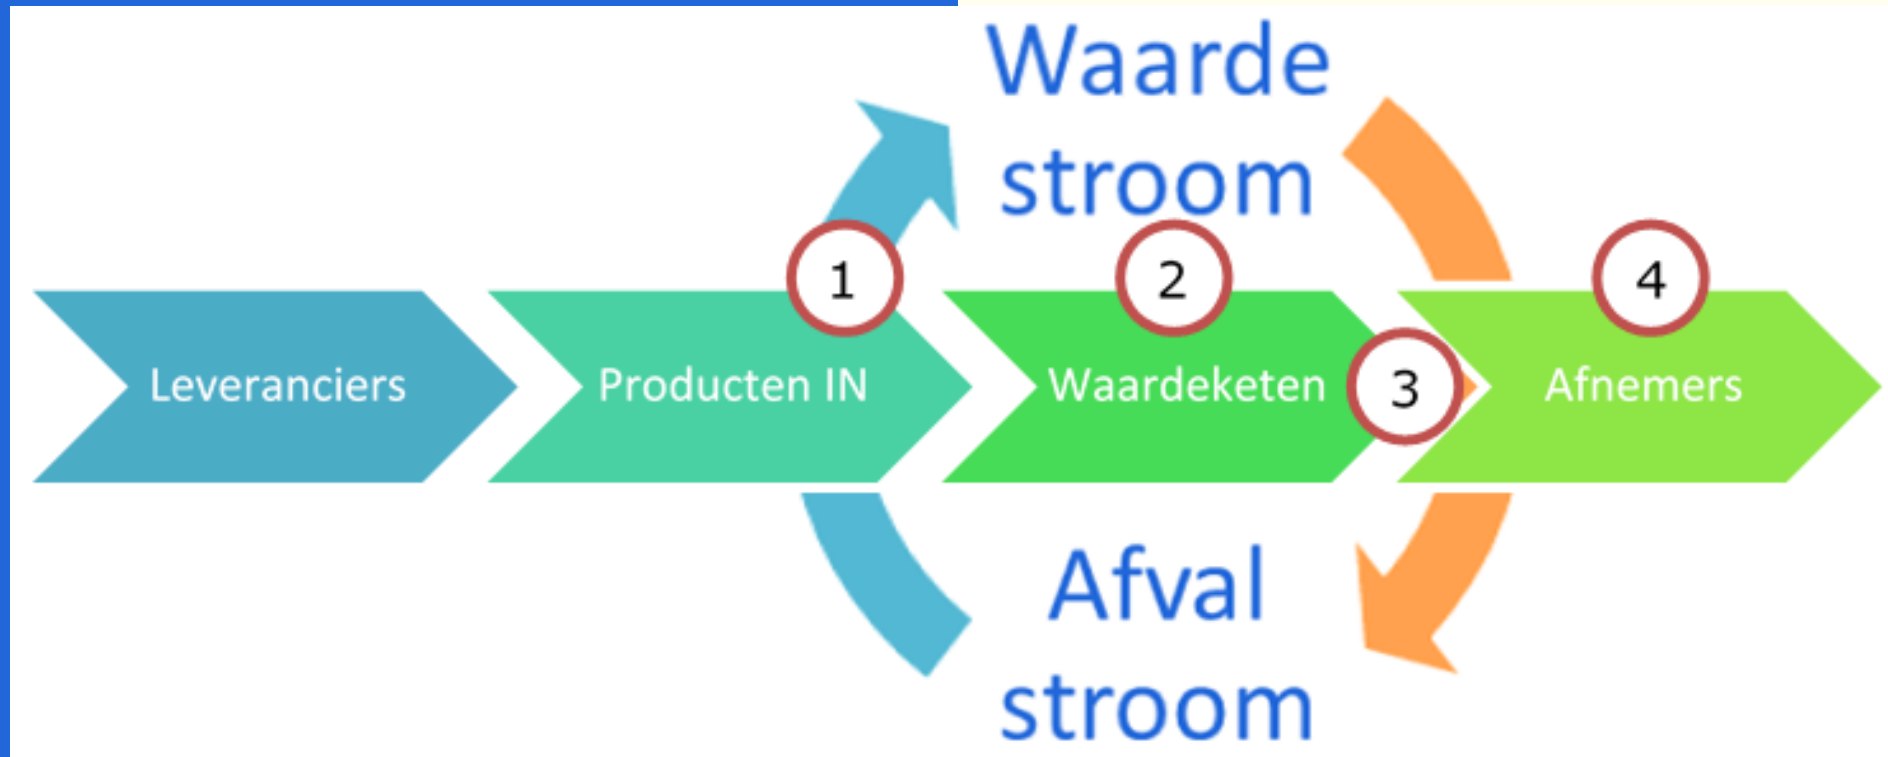 Waarde
stroom
1
2
4
Leveranciers
Producten IN
Waardeketen
3
Afnemers
Afval
stroom